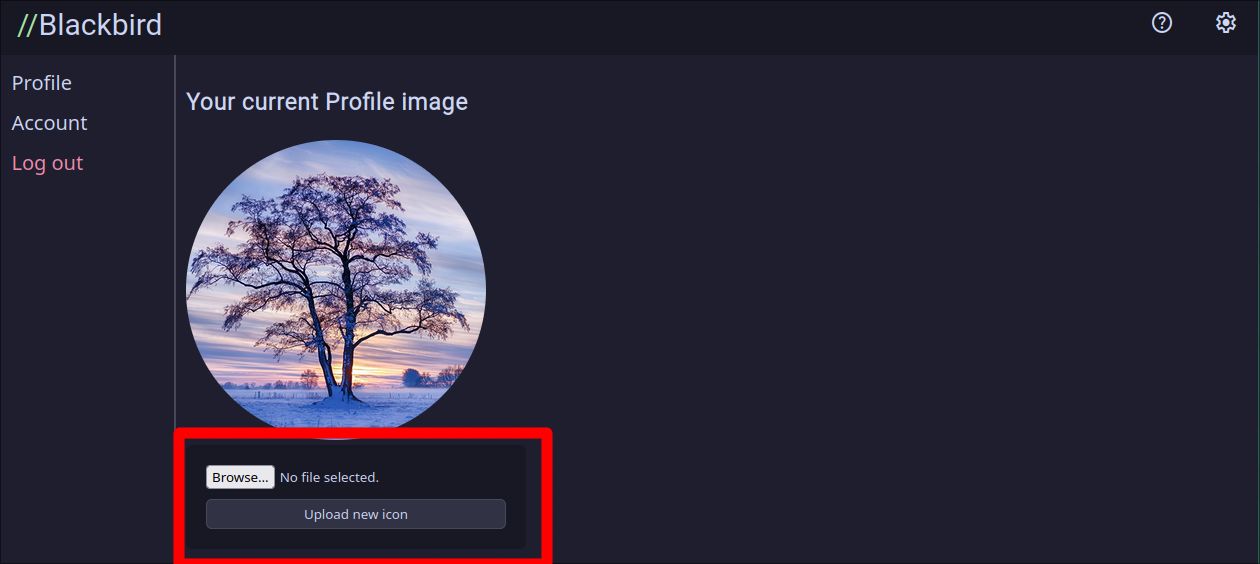 //Blackbird
Profile
Account
Log out
Your current Profile image
Browse... No file selected.
Upload new icon